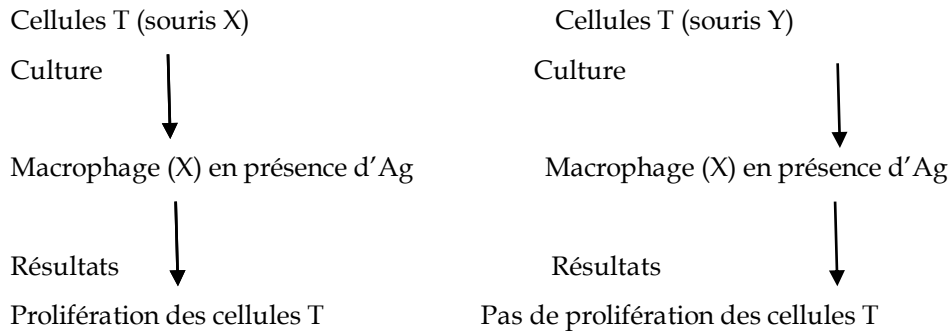 Cellules T (souris X) Cellules T (souris Y)
Culture Culture
Macrophage (X) en présence d’Ag Macrophage (X) en présence d’Ag
Résultats Résultats
Prolifération des cellules T Pas de prolifération des cellules T